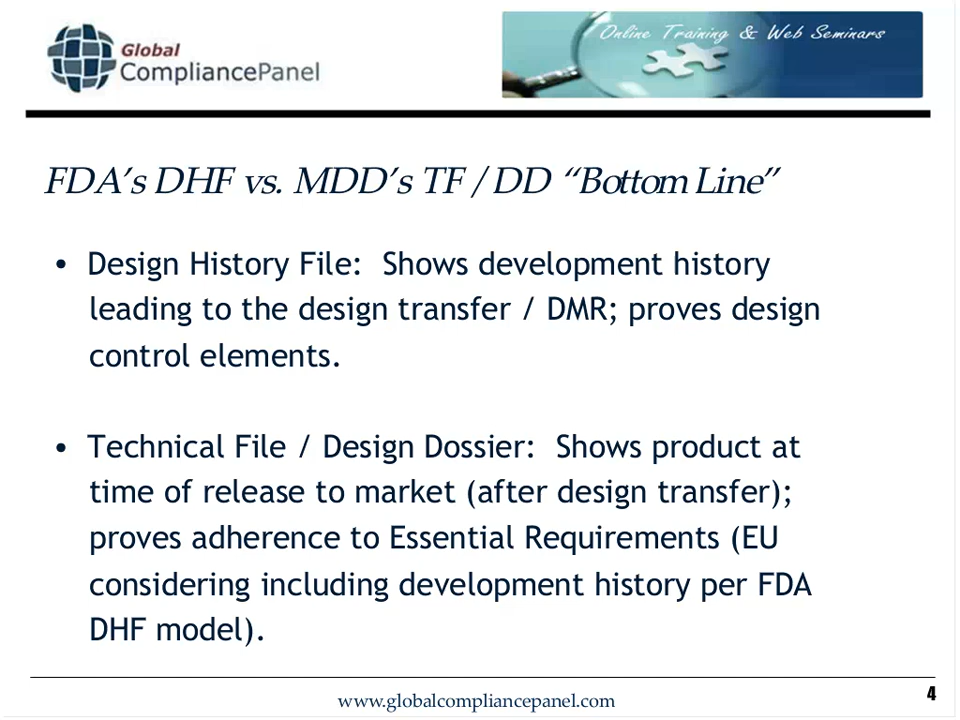 Global
CompliancePanel
Online Training & Web Seminars
FDA’s DHF vs. MDD’s TF / DD “Bottom Line”
• Design History File:  Shows development history
leading to the design transfer / DMR; proves design
control elements.
• Technical File / Design Dossier:  Shows product at
time of release to market (after design transfer);
proves adherence to Essential Requirements (EU
considering including development history per FDA
DHF model).
www.globalcompliancepanel.com
4